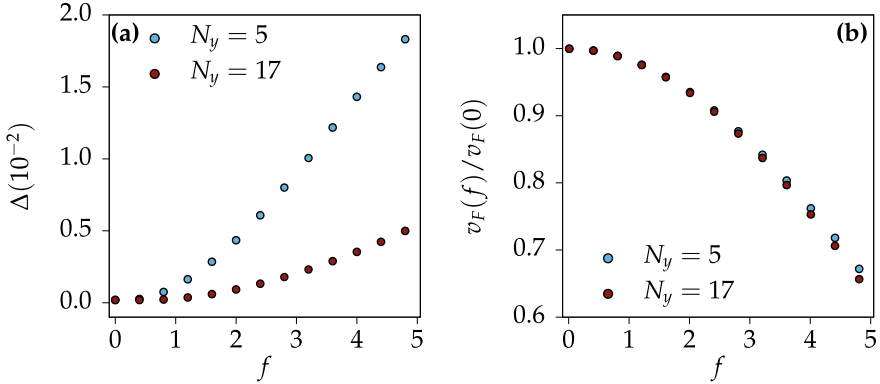 (a)
N_y = 5
N_y = 17
2.0
1.5
1.0
0.5
0.0
Δ(10⁻²)
0 1 2 3 4 5
f
(b)
1.0
0.9
0.8
0.7
0.6
v_F(f)/v_F(0)
N_y = 5
N_y = 17
0 1 2 3 4 5
f